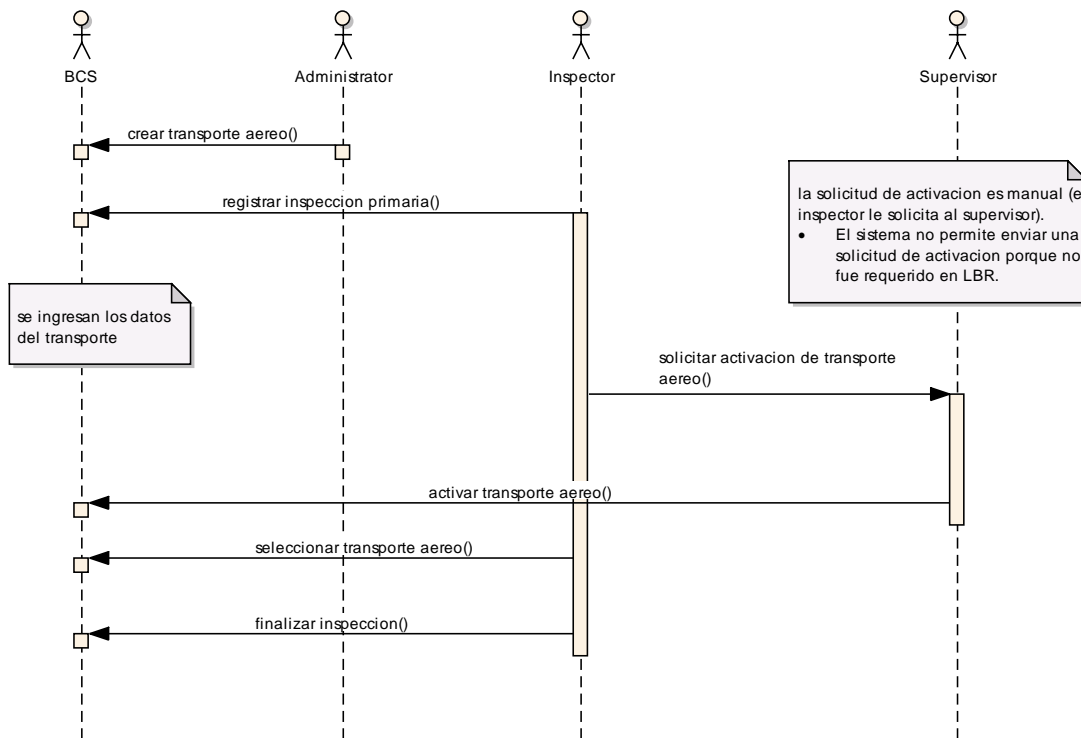 BCS
Administrator
Inspector
Supervisor
crear transporte aereo()
registrar inspeccion primaria()
la solicitud de activacion es manual (e
inspector le solicita al supervisor).
• El sistema no permite enviar una
solicitud de activacion porque no
fue requerido en LBR.
se ingresan los datos
del transporte
solicitar activacion de transporte
aereo()
activar transporte aereo()
seleccionar transporte aereo()
finalizar inspeccion()